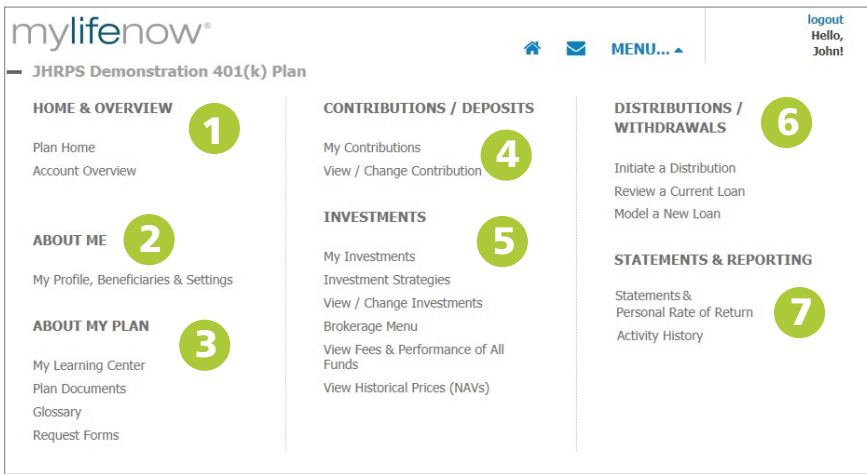 mylifenow®
logout
Hello,
John!
MENU...
JHRPS Demonstration 401(k) Plan
HOME & OVERVIEW
1
Plan Home
Account Overview
ABOUT ME
2
My Profile, Beneficiaries & Settings
ABOUT MY PLAN
3
My Learning Center
Plan Documents
Glossary
Request Forms
CONTRIBUTIONS / DEPOSITS
4
My Contributions
View / Change Contribution
INVESTMENTS
5
My Investments
Investment Strategies
View / Change Investments
Brokerage Menu
View Fees & Performance of All
Funds
View Historical Prices (NAVs)
DISTRIBUTIONS /
WITHDRAWALS
6
Initiate a Distribution
Review a Current Loan
Model a New Loan
STATEMENTS & REPORTING
7
Statements &
Personal Rate of Return
Activity History